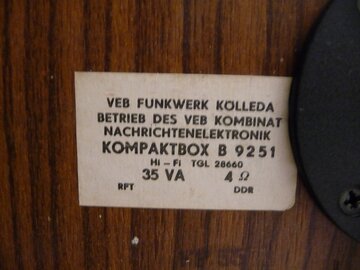 VEB FUNKWERK KÖLLEDA
BETRIEB DES VEB KOMBINAT
NACHRICHTENELEKTRONIK
KOMPAKTBOX B 9251
Hi-Fi TGL 28660
35 VA 4 Ω
RFT DDR